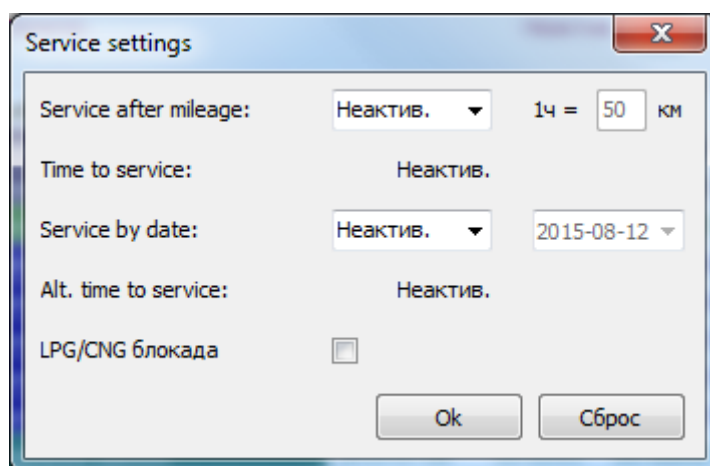 Service settings
Service after mileage: Неактив. 1ч = 50 км
Time to service: Неактив.
Service by date: Неактив. 2015-08-12
Alt. time to service: Неактив.
LPG/CNG блокада
Ok Сброс